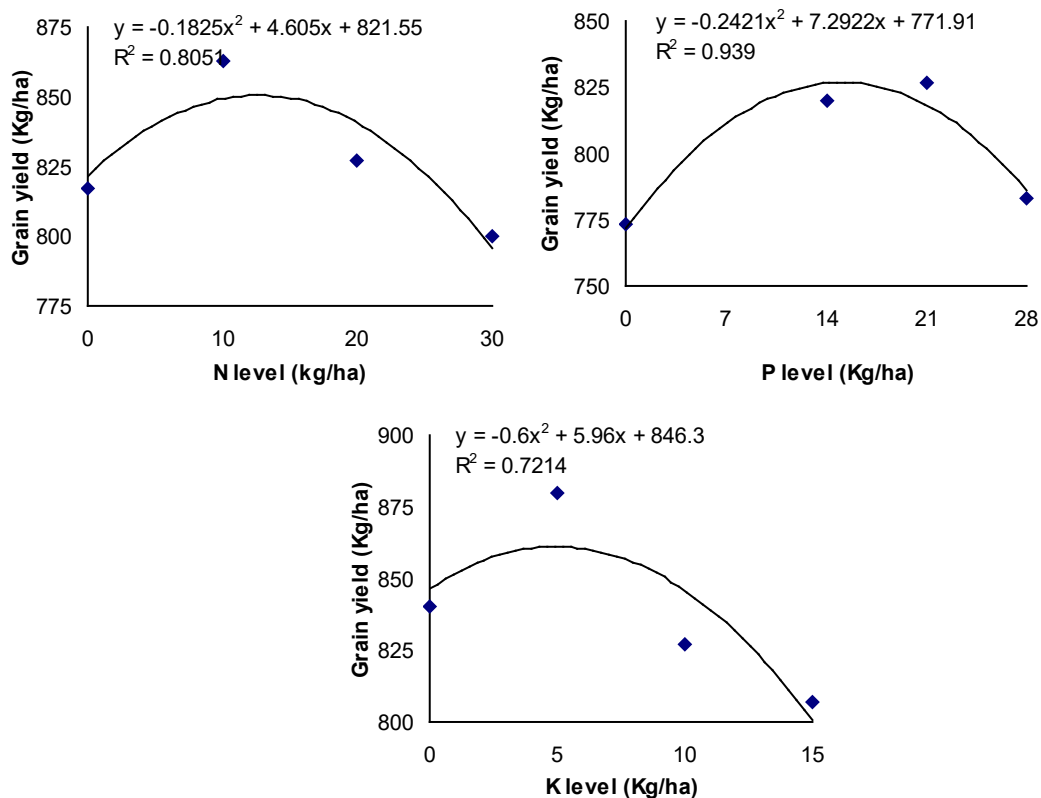 y = -0.1825x² + 4.605x + 821.55
R² = 0.8051
Grain yield (Kg/ha)
875
850
825
800
775
0 10 20 30
N level (kg/ha)
y = -0.2421x² + 7.2922x + 771.91
R² = 0.939
Grain yield (Kg/ha)
850
825
800
775
750
0 7 14 21 28
P level (Kg/ha)
y = -0.6x² + 5.96x + 846.3
R² = 0.7214
Grain yield (Kg/ha)
900
875
850
825
800
0 5 10 15
K level (Kg/ha)